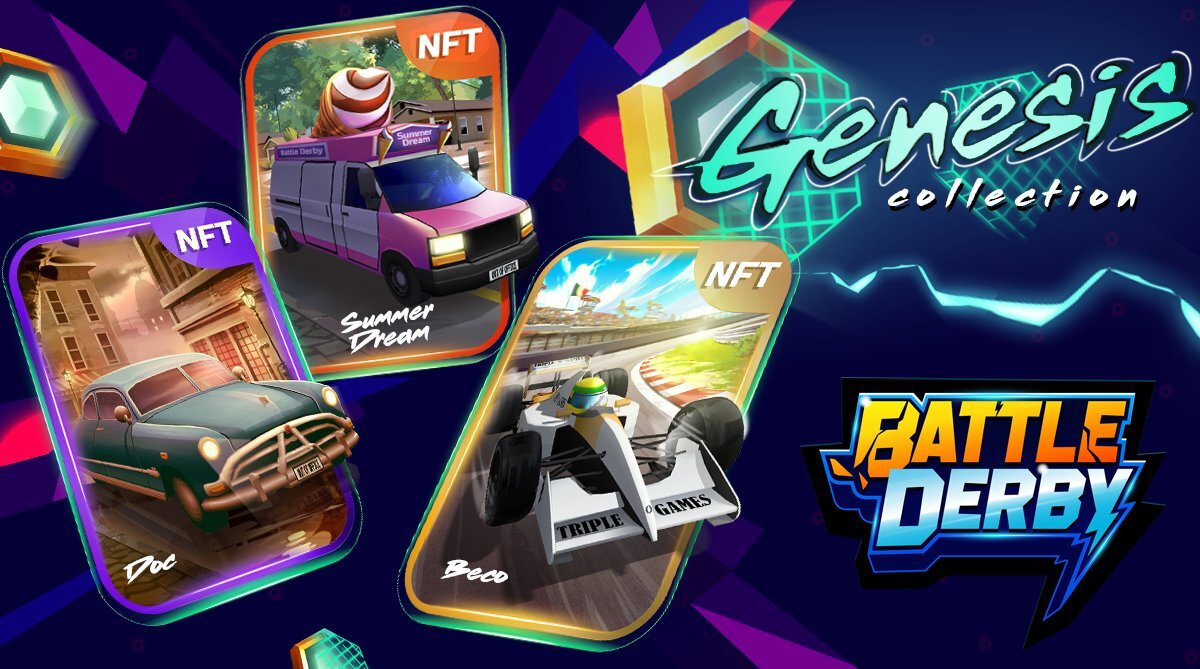 NFT
Battle Derby
Summer
Dream
Summer
Dream
NFT
Doc
NFT
TRIPLE
O GAMES
Beco
Genesis
collection
BATTLE
DERBY